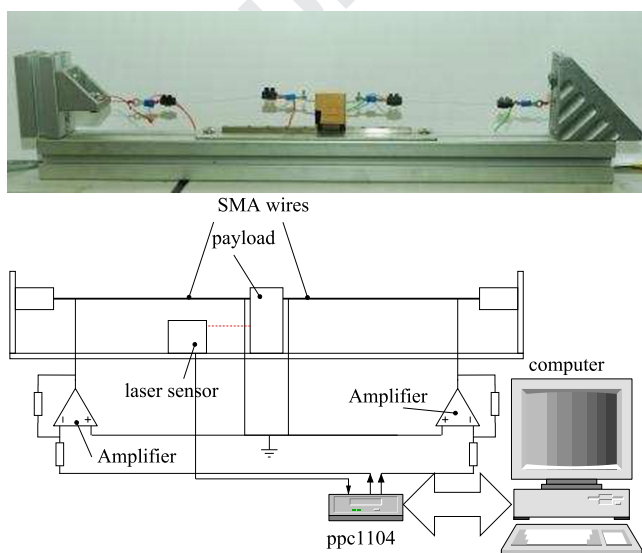 SMA wires
payload
computer
laser sensor
Amplifier
+
Amplifier
+
ppc1104